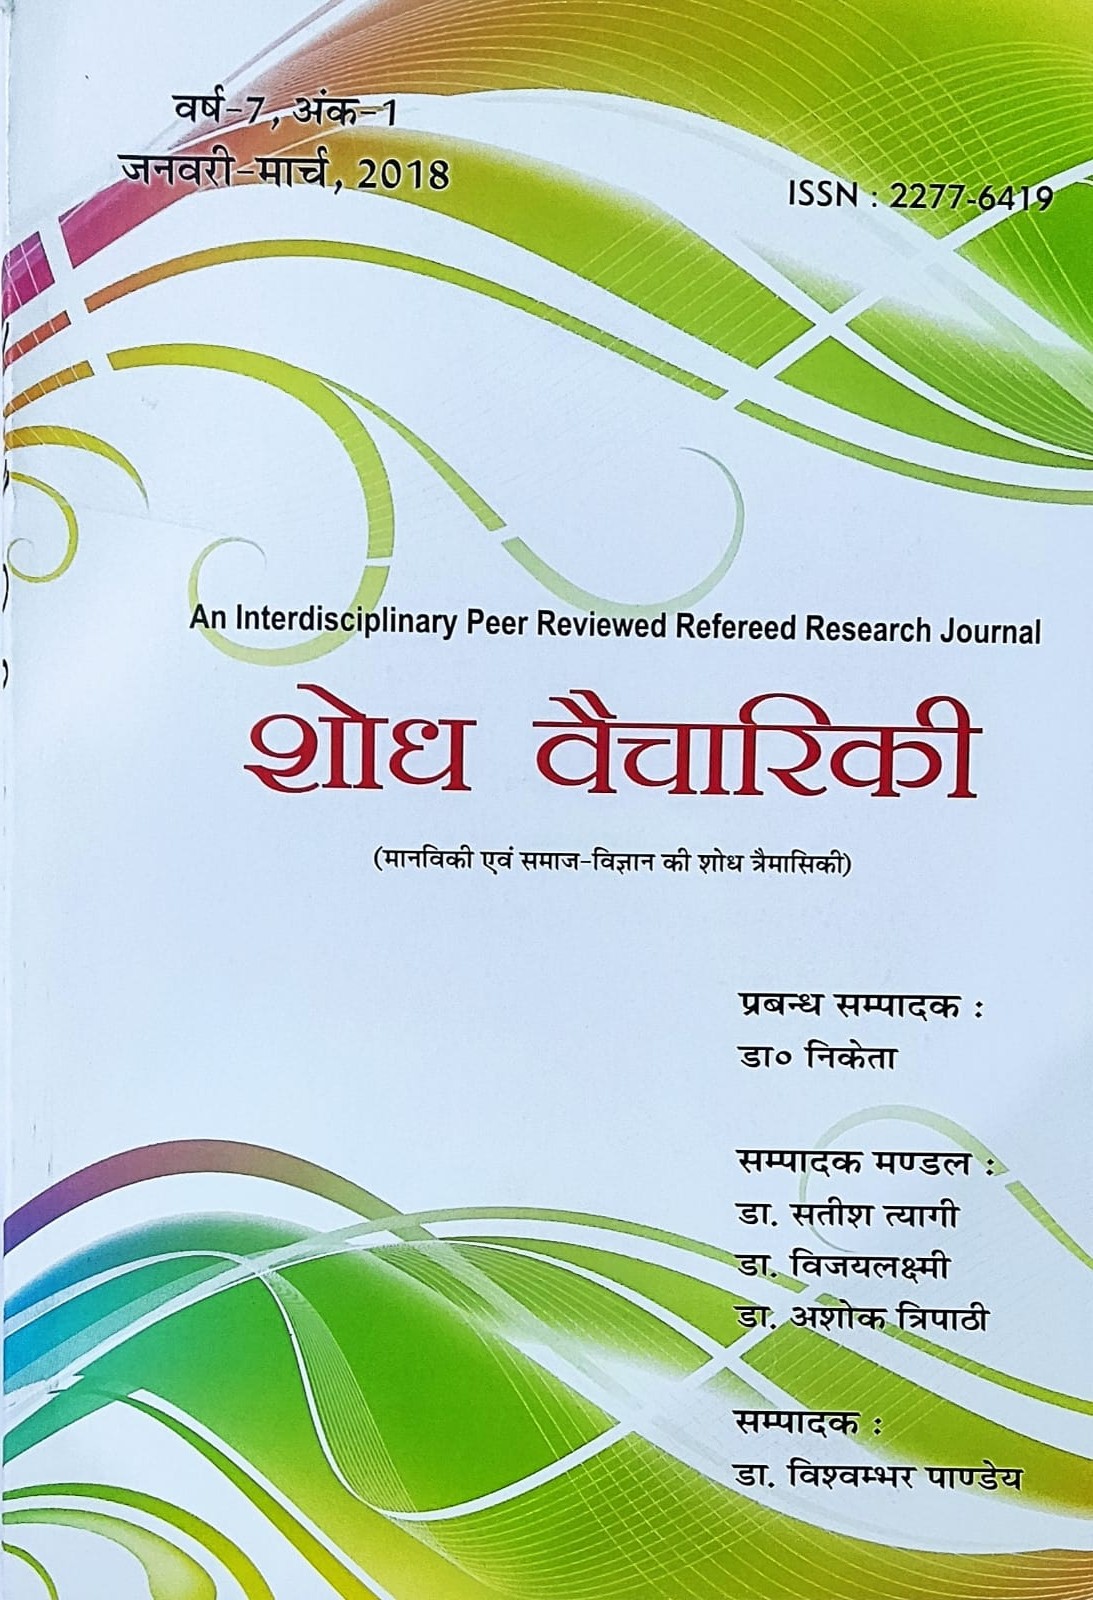 वर्ष-7, अंक-1
जनवरी-मार्च, 2018
ISSN : 2277-6419
An Interdisciplinary Peer Reviewed Refereed Research Journal
शोध वैचारिकी
(मानविकी एवं समाज-विज्ञान की शोध त्रैमासिकी)
प्रबन्ध सम्पादक :
डा० निकेता
सम्पादक मण्डल :
डा. सतीश त्यागी
डा. विजयलक्ष्मी
डा. अशोक त्रिपाठी
सम्पादक :
डा. विश्वम्भर पाण्डेय